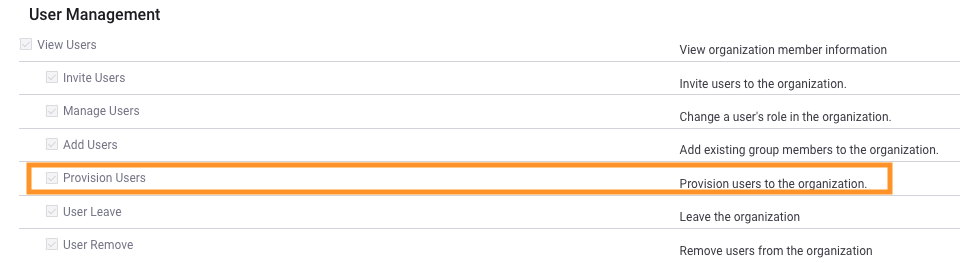 User Management
View Users
View organization member information
Invite Users
Invite users to the organization.
Manage Users
Change a user's role in the organization.
Add Users
Add existing group members to the organization.
Provision Users
Provision users to the organization.
User Leave
Leave the organization
User Remove
Remove users from the organization